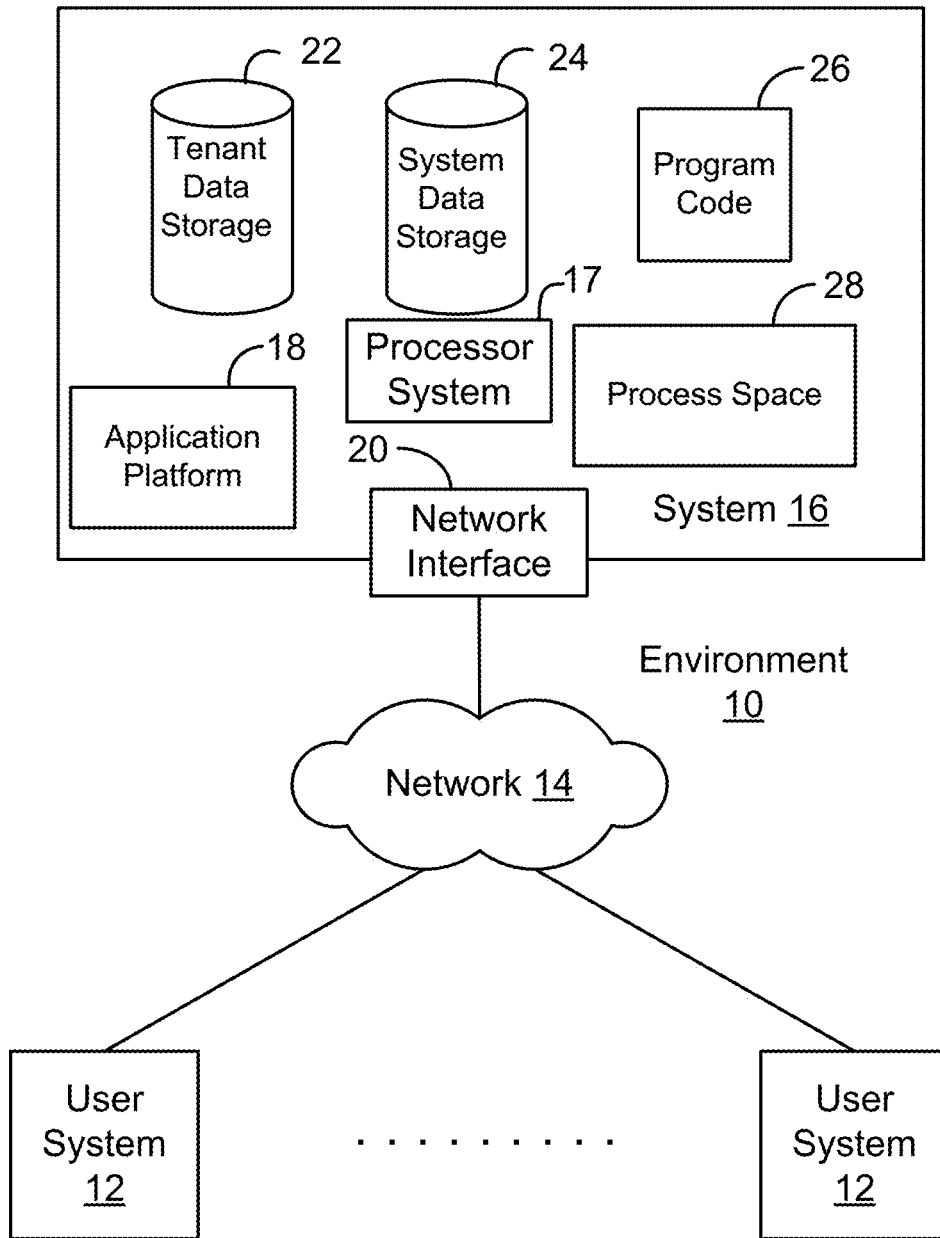 22
24
26
Tenant
Data
Storage
System
Data
Storage
Program
Code
17
28
18
Processor
System
Process Space
Application
Platform
20
Network
Interface
System 16
Environment
10
Network 14
User
System
12
. . . . . . . . .
User
System
12